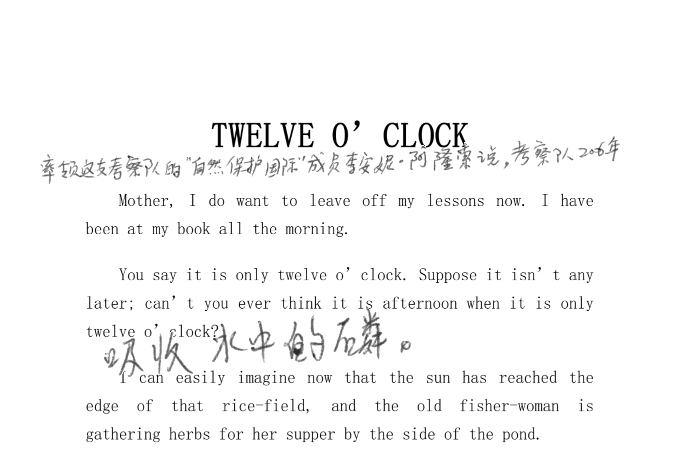 TWELVE O' CLOCK
率领这支考察队的"自然保护国际"成员李安妮·阿隆索说,考察队2006年
Mother, I do want to leave off my lessons now. I have
been at my book all the morning.
You say it is only twelve o' clock. Suppose it isn' t any
later; can' t you ever think it is afternoon when it is only
twelve o' clock?
吸收水中的磷。
I can easily imagine now that the sun has reached the
edge of that rice-field, and the old fisher-woman is
gathering herbs for her supper by the side of the pond.